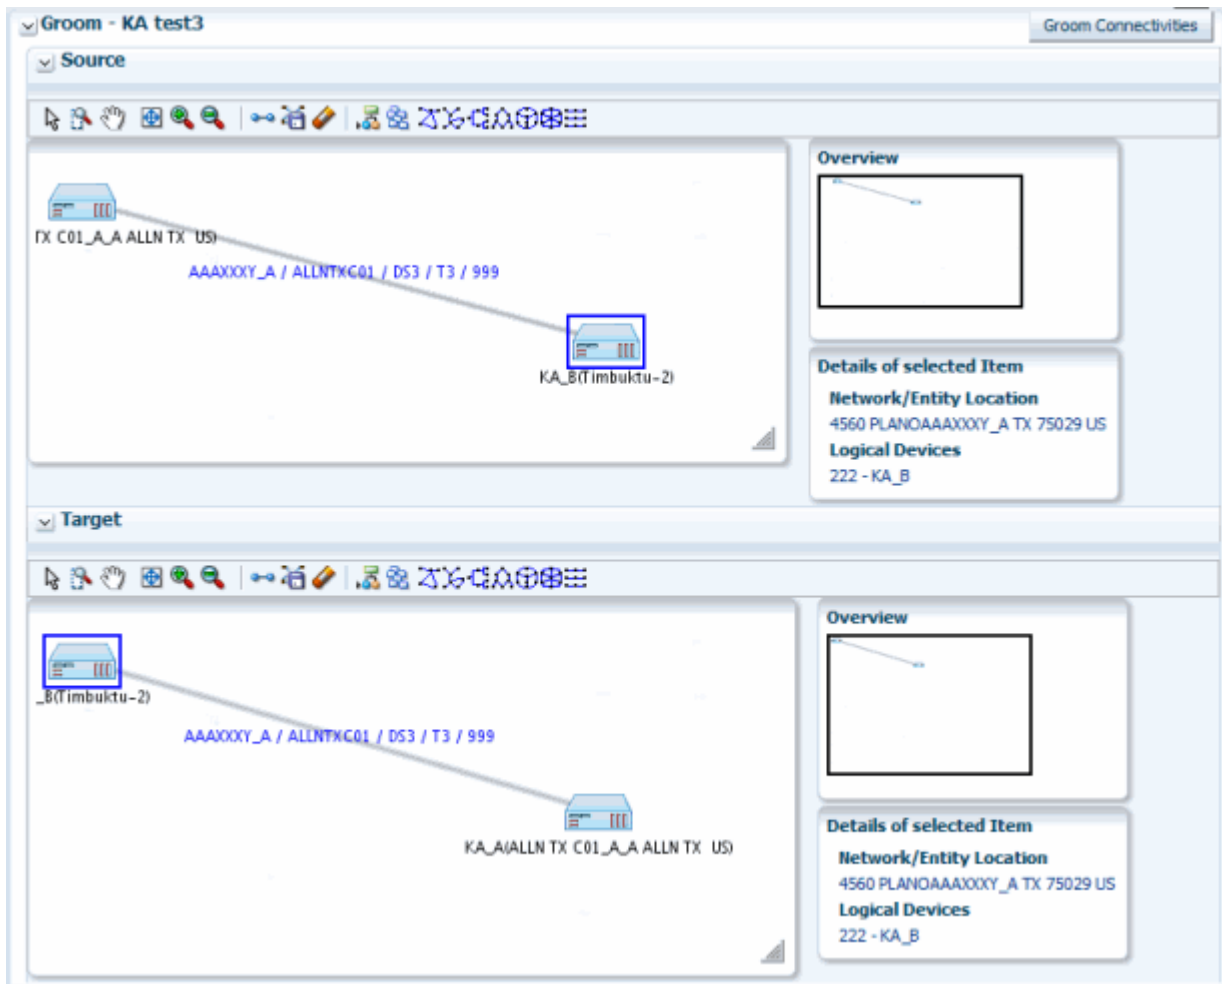 Groom - KA test3
Groom Connectivities
Source
TX C01_A_A ALLN TX  US)
AAAXXXY_A / ALLNTXC01 / DS3 / T3 / 999
KA_B(Timbuktu-2)
Overview
Details of selected Item
Network/Entity Location
4560 PLANOAAAXXXY_A TX 75029 US
Logical Devices
222 - KA_B
Target
_B(Timbuktu-2)
AAAXXXY_A / ALLNTXC01 / DS3 / T3 / 999
KA_A(ALLN TX C01_A_A ALLN TX  US)
Overview
Details of selected Item
Network/Entity Location
4560 PLANOAAAXXXY_A TX 75029 US
Logical Devices
222 - KA_B